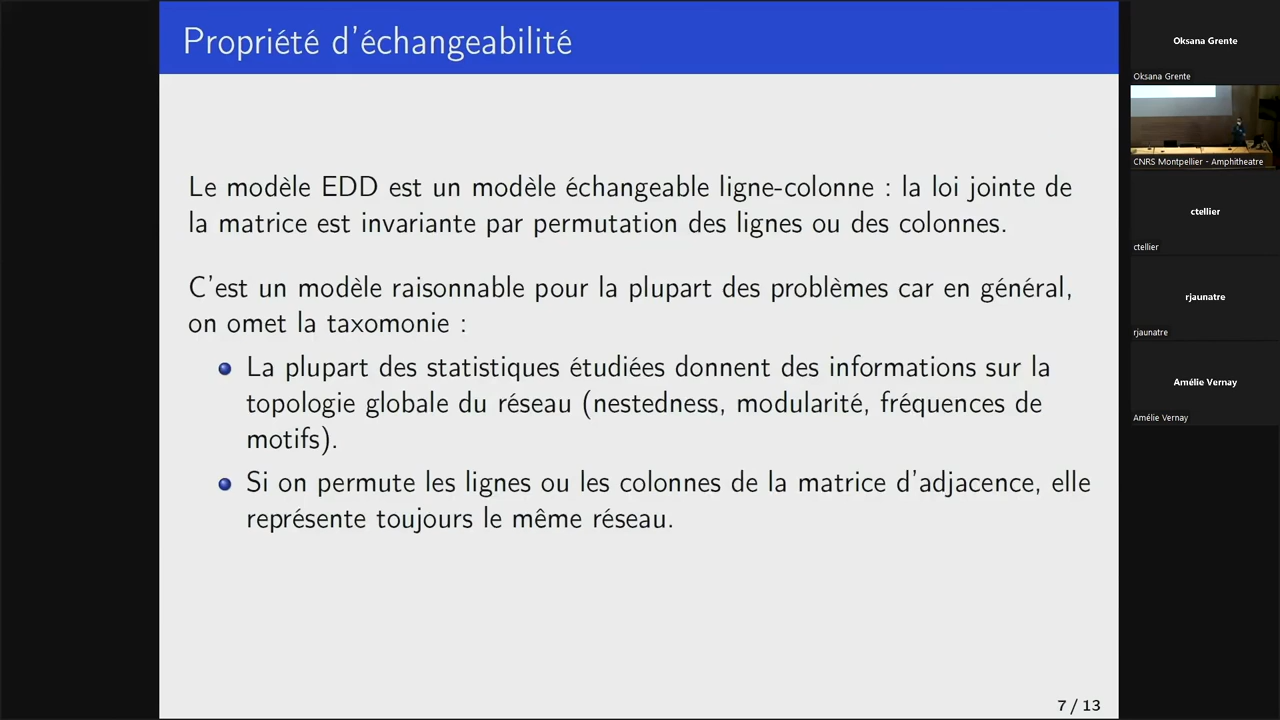 Propriété d'échangeabilité
Le modèle EDD est un modèle échangeable ligne-colonne : la loi jointe de
la matrice est invariante par permutation des lignes ou des colonnes.
C'est un modèle raisonnable pour la plupart des problèmes car en général,
on omet la taxomonie :
La plupart des statistiques étudiées donnent des informations sur la
topologie globale du réseau (nestedness, modularité, fréquences de
motifs).
Si on permute les lignes ou les colonnes de la matrice d'adjacence, elle
représente toujours le même réseau.
7 / 13
Oksana Grente
Oksana Grente
CNRS Montpellier - Amphitheatre
ctellier
ctellier
rjaunatre
rjaunatre
Amélie Vernay
Amélie Vernay